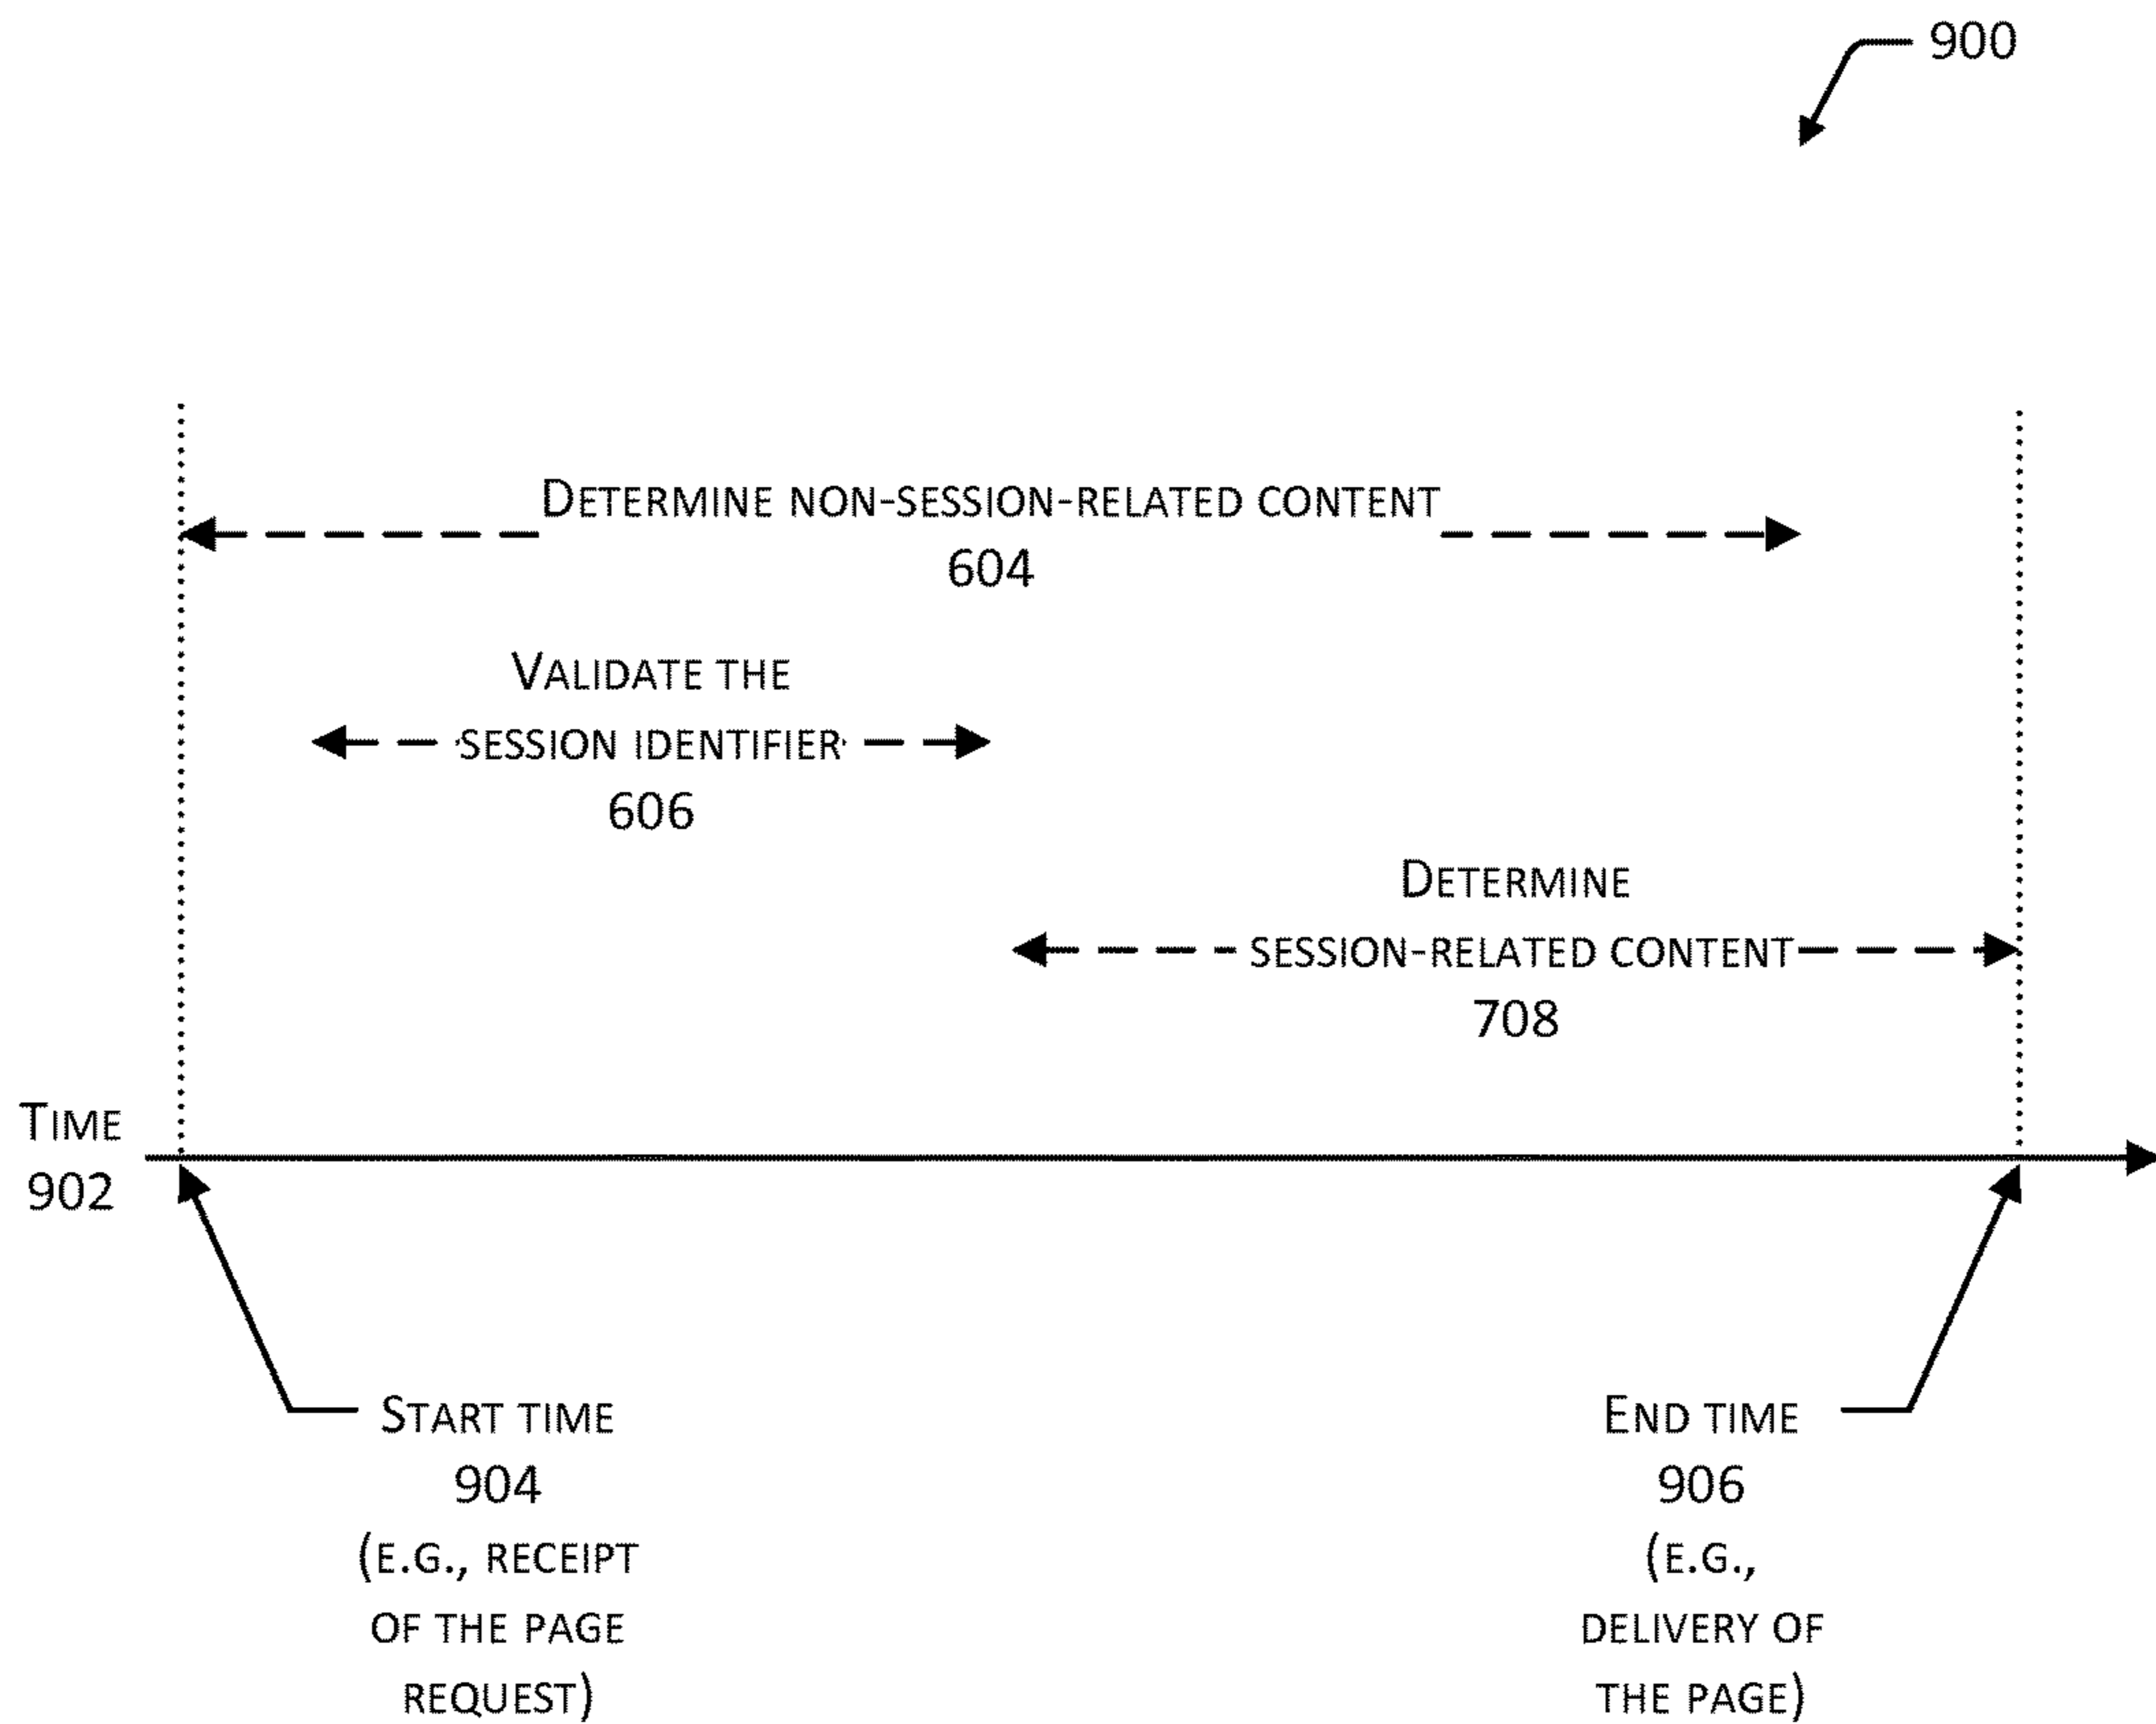 900
DETERMINE NON-SESSION-RELATED CONTENT
604
VALIDATE THE
SESSION IDENTIFIER
606
DETERMINE
SESSION-RELATED CONTENT
708
TIME
902
START TIME
904
(E.G., RECEIPT
OF THE PAGE
REQUEST)
END TIME
906
(E.G.,
DELIVERY OF
THE PAGE)